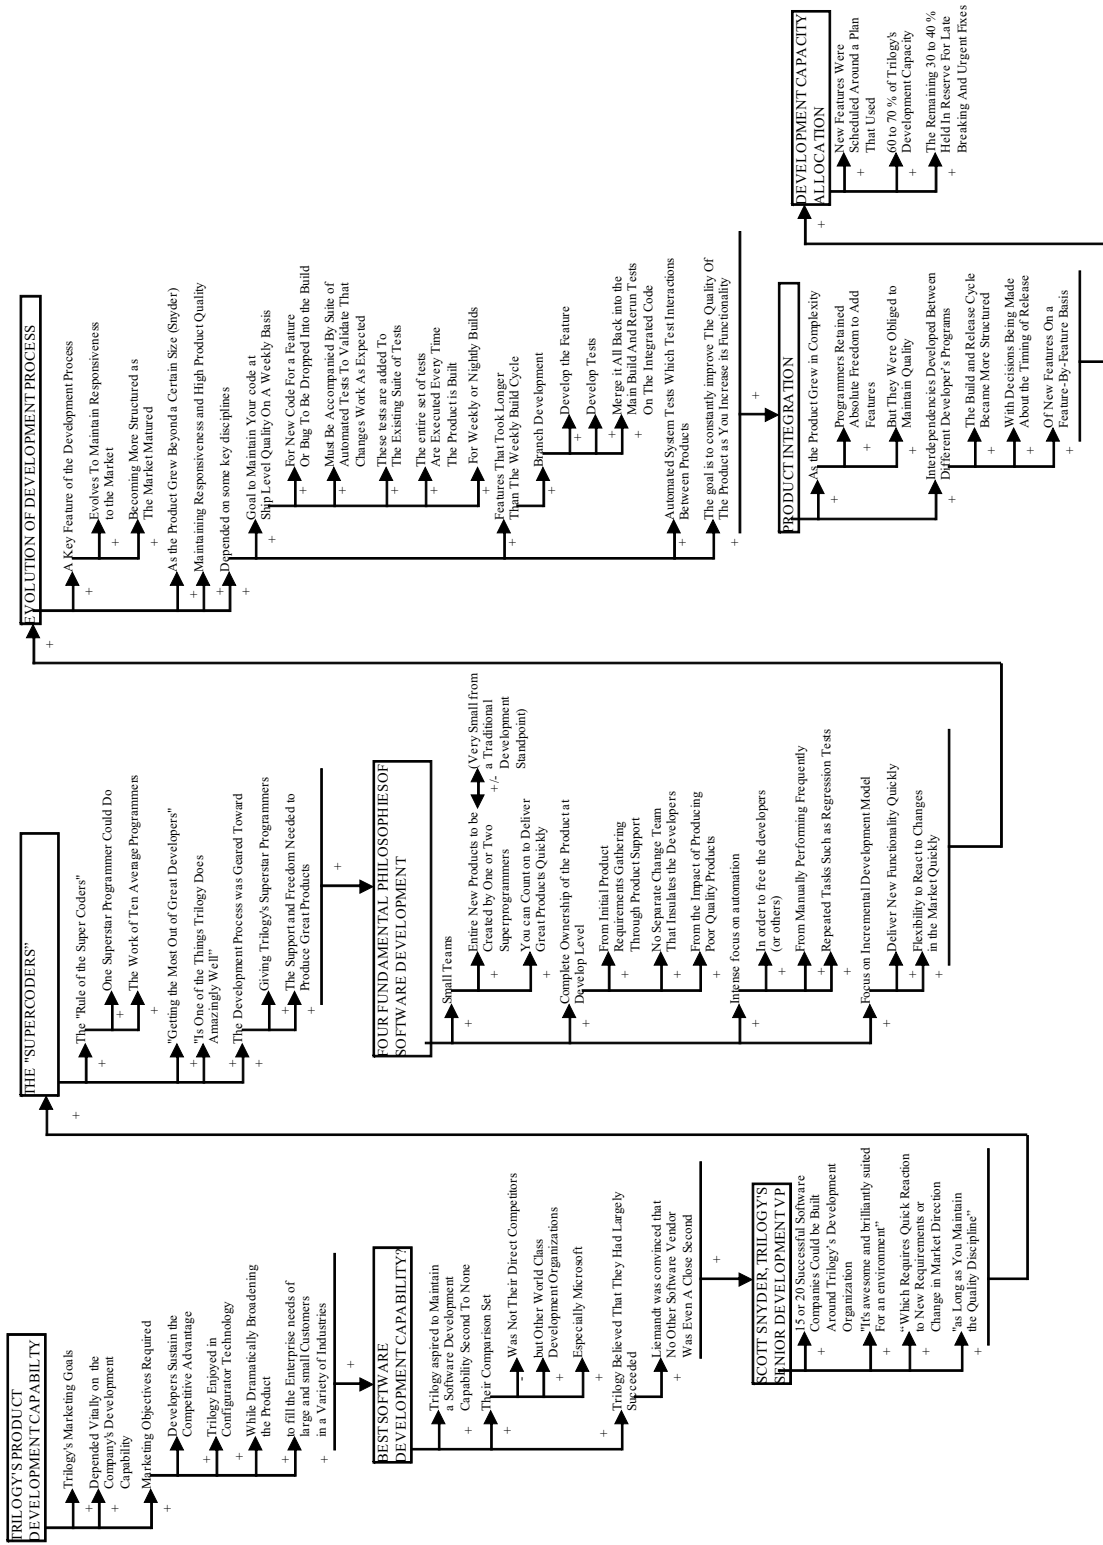 TRILOGY'S PRODUCT
DEVELOPMENT CAPABILTY
Trilogy's Marketing Goals
+
Depended Vitally on the
Company's Development
Capability
+
Marketing Objectives Required
+
Developers Sustain the
Competitive Advantage
+
Trilogy Enjoyed in
Configurator Technology
+
While Dramatically Broadening
the Product
+
to fill the Enterprise needs of
large and small Customers
in a Variety of Industries
+
+
BEST SOFTWARE
DEVELOPMENT CAPABILITY?
Trilogy aspired to Maintain
a Software Development
Capability Second To None
+
Their Comparison Set
+
Was Not Their Direct Competitors
-
but Other World Class
Development Organizations
+
Especially Microsoft
+
Trilogy Believed That They Had Largely
Succeeded
+
Liemandt was convinced that
No Other Software Vendor
Was Even A Close Second
+
+
SCOTT SNYDER, TRILOGY'S
SENIOR DEVELOPMENT VP
15 or 20 Successful Software
Companies Could be Built
Around Trilogy's Development
Organization
+
"It's awesome and brilliantly suited
For an environment”
+
“Which Requires Quick Reaction
to New Requirements or
Change in Market Direction
+
"as Long as You Maintain
the Quality Discipline”
+
+
THE "SUPERCODERS”
The "Rule of the Super Coders"
+
One Superstar Programmer Could Do
+
The Work of Ten Average Programmers
+
"Getting the Most Out of Great Developers"
+
"Is One of the Things Trilogy Does
Amazingly Well"
+
The Development Process was Geared Toward
+
Giving Trilogy's Superstar Programmers
+
The Support and Freedom Needed to
Produce Great Products
+
+
FOUR FUNDAMENTAL PHILOSOPHIES OF
SOFTWARE DEVELOPMENT
Small Teams
+
Entire New Products to be
Created by One or Two
Superprogrammers
+
+/-
(Very Small from
a Traditional
Development
Standpoint)
You can Count on to Deliver
Great Products Quickly
+
Complete Ownership of the Product at
Develop Level
+
From Initial Product
Requirements Gathering
Through Product Support
+
No Separate Change Team
That Insulates the Developers
+
From the Impact of Producing
Poor Quality Products
+
Intense Focus on automation
+
In order to free the developers
(or others)
+
From Manually Performing Frequently
+
Repeated Tasks Such as Regression Tests
+
Focus on Incremental Development Model
+
Deliver New Functionality Quickly
+
Flexibility to React to Changes
in the Market Quickly
+
+
EVOLUTION OF DEVELOPMENT PROCESS
A Key Feature of the Development Process
+
Evolves To Maintain Responsiveness
to the Market
+
Becoming More Structured as
The Market Matured
+
As the Product Grew Beyond a Certain Size (Snyder)
+
Maintaining Responsiveness and High Product Quality
+
Depended on some key disciplines
+
Goal to Maintain Your code at
Ship Level Quality On A Weekly Basis
+
For New Code For a Feature
Or Bug To Be Dropped Into the Build
+
Must Be Accompanied By Suite of
Automated Tests To Validate That
Changes Work As Expected
+
These tests are added To
The Existing Suite of Tests
+
The entire set of tests
Are Executed Every Time
The Product is Built
+
For Weekly or Nightly Builds
+
Features That Took Longer
Than The Weekly Build Cycle
+
Branch Development
+
Develop the Feature
+
Develop Tests
+
Merge it All Back into the
Main Build And Rerun Tests
On The Integrated Code
+
Automated System Tests Which Test Interactions
Between Products
+
The goal is to constantly improve The Quality Of
The Product as You Increase its Functionality
+
+
PRODUCT INTEGRATION
As the Product Grew in Complexity
+
Programmers Retained
Absolute Freedom to Add
Features
+
But They Were Obliged to
Maintain Quality
+
Interdependencies Developed Between
Different Developer's Programs
+
The Build and Release Cycle
Became More Structured
+
With Decisions Being Made
About the Timing of Release
+
Of New Features On a
Feature-By-Feature Basis
+
+
DEVELOPMENT CAPACITY
ALLOCATION
New Features Were
Scheduled Around a Plan
That Used
+
60 to 70 % of Trilogy's
Development Capacity
+
The Remaining 30 to 40 %
Held In Reserve For Late
Breaking And Urgent Fixes
+